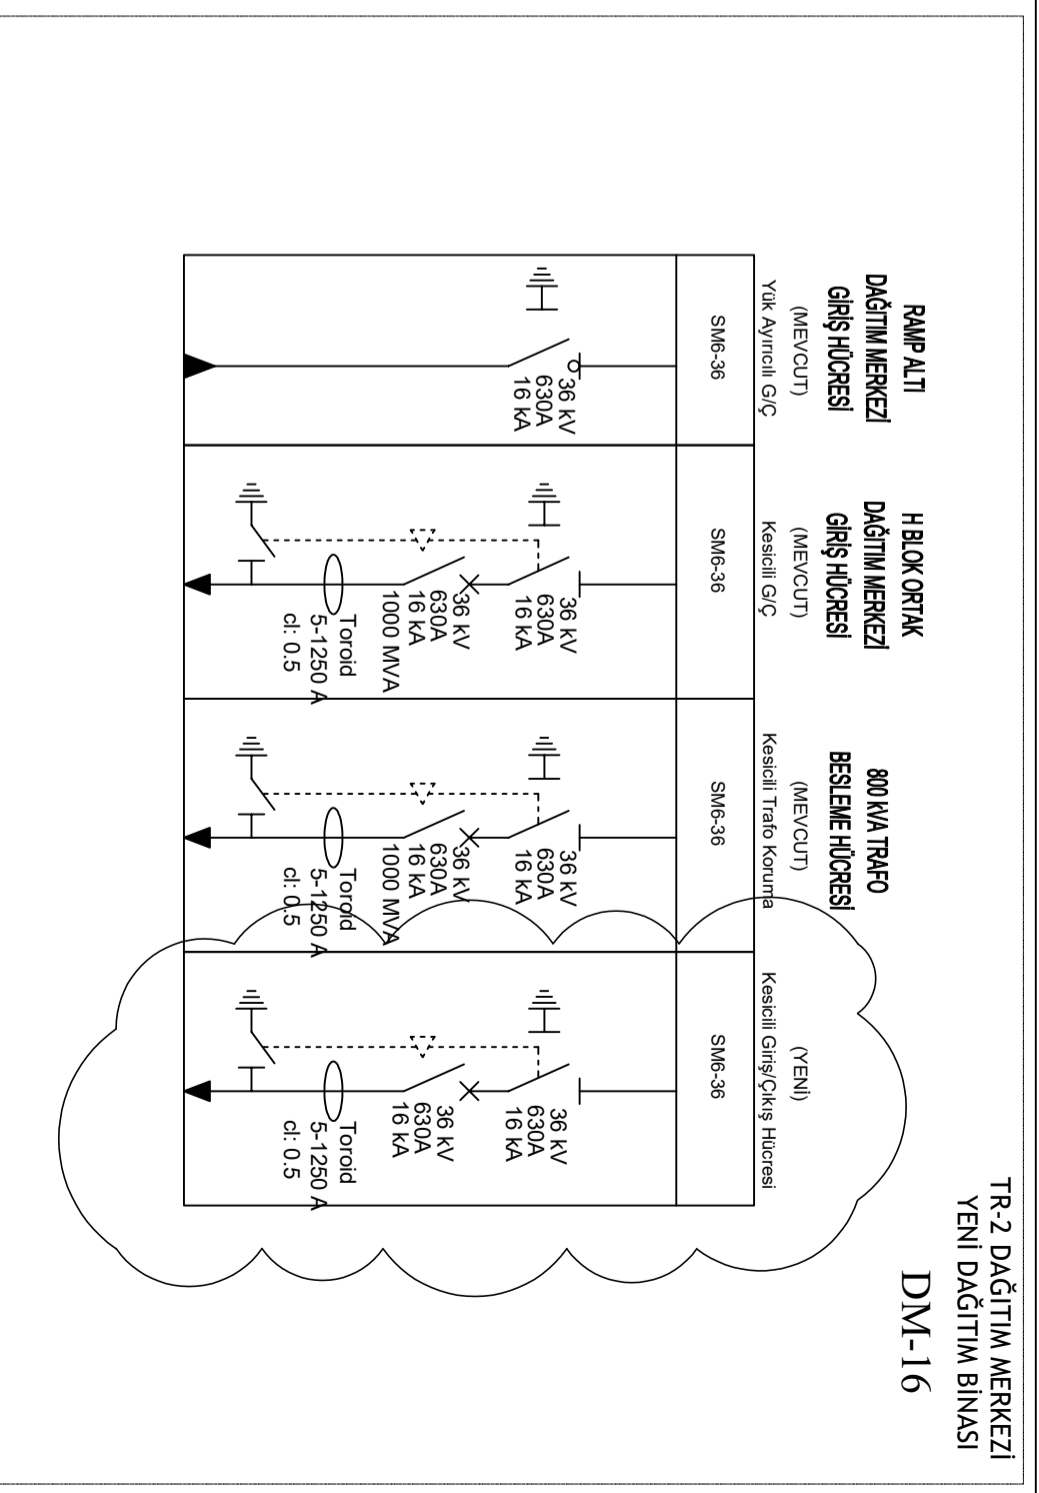 TR-2 DAĞITIM MERKEZİ
YENİ DAĞITIM BİNASI
DM-16
RAMP ALTI
DAĞITIM MERKEZİ
GİRİŞ HÜCRESİ
(MEVCUT)
Yük Ayırıcılı G/Ç
SM6-36
36 kV
630A
16 kA
H BLOK ORTAK
DAĞITIM MERKEZİ
GİRİŞ HÜCRESİ
(MEVCUT)
Kesicili G/Ç
SM6-36
36 kV
630A
16 kA
36 kV
630A
16 kA
1000 MVA
Toroid
5-1250 A
cl: 0.5
800 kVA TRAFO
BESLEME HÜCRESİ
(MEVCUT)
Kesicili Trafo Koruma
SM6-36
36 kV
630A
16 kA
36 kV
630A
16 kA
1000 MVA
Toroid
5-1250 A
cl: 0.5
(YENİ)
Kesicili Giriş/Çıkış Hücresi
SM6-36
36 kV
630A
16 kA
36 kV
630A
16 kA
Toroid
5-1250 A
cl: 0.5